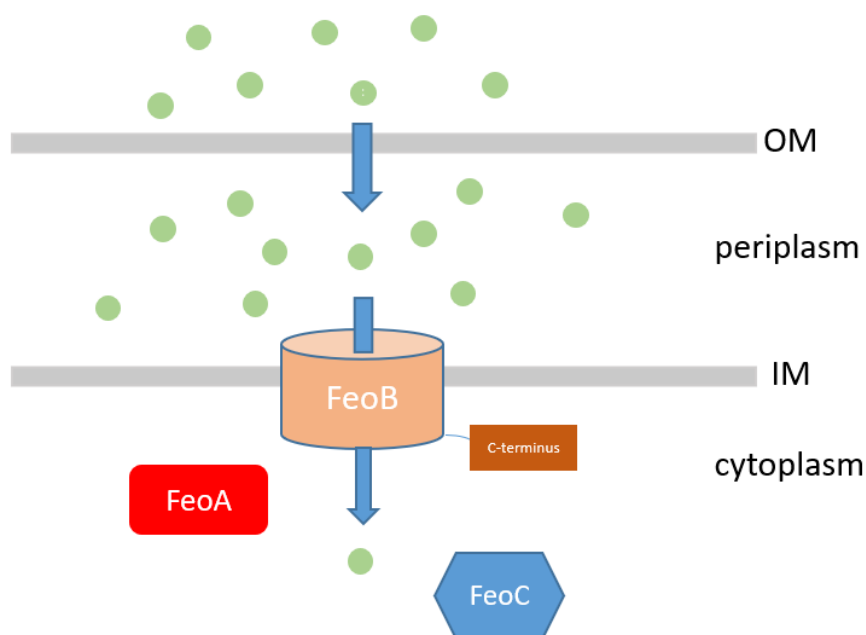 OM
periplasm
IM
FeoB
C-terminus
cytoplasm
FeoA
FeoC